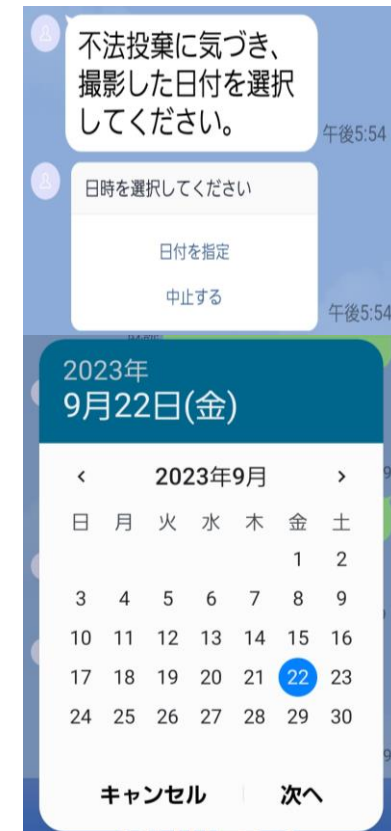 不法投棄に気づき、
撮影した日付を選択
してください。
午後5:54
日時を選択してください
日付を指定
中止する
午後5:54
2023年
9月22日(金)
2023年9月
日 月 火 水 木 金 土
1 2
3 4 5 6 7 8 9
10 11 12 13 14 15 16
17 18 19 20 21 22 23
24 25 26 27 28 29 30
キャンセル 次へ